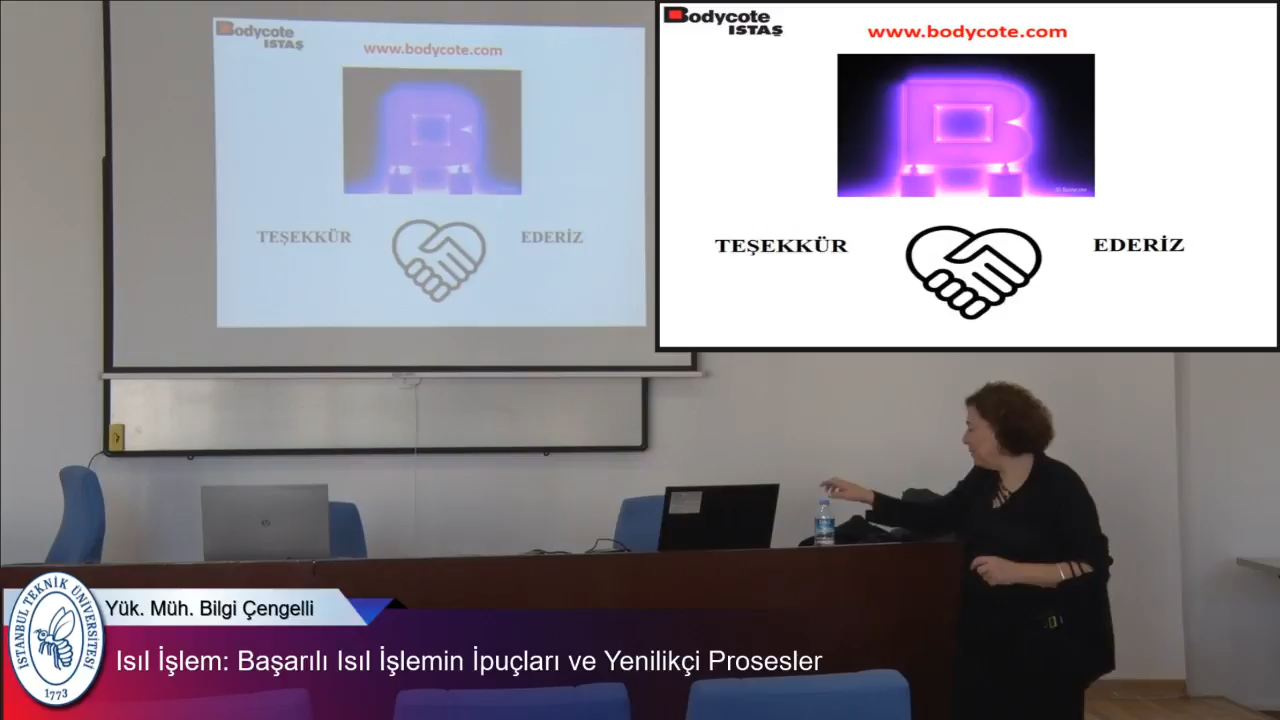 Bodycote
ISTAŞ
www.bodycote.com
TEŞEKKÜR
EDERİZ
Bodycote
ISTAŞ
www.bodycote.com
TEŞEKKÜR
EDERİZ
Yük. Müh. Bilgi Çengelli
Isıl İşlem: Başarılı Isıl İşlemin İpuçları ve Yenilikçi Prosesler
İSTANBUL TEKNİK ÜNİVERSİTESİ
1773